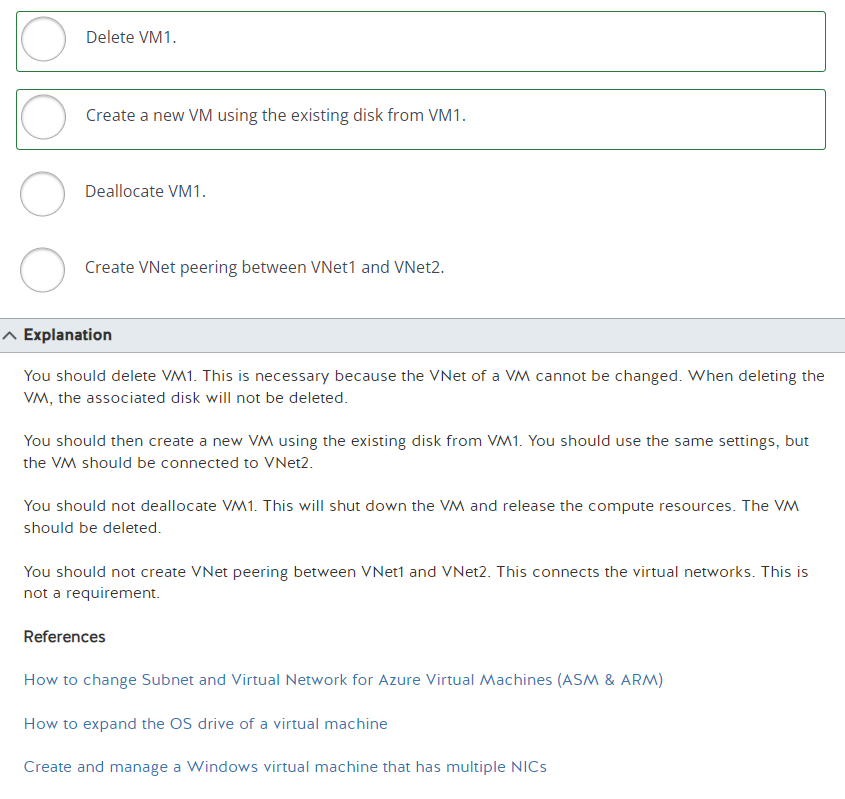 Delete VM1.
Create a new VM using the existing disk from VM1.
Deallocate VM1.
Create VNet peering between VNet1 and VNet2.
Explanation
You should delete VM1. This is necessary because the VNet of a VM cannot be changed. When deleting the
VM, the associated disk will not be deleted.
You should then create a new VM using the existing disk from VM1. You should use the same settings, but
the VM should be connected to VNet2.
You should not deallocate VM1. This will shut down the VM and release the compute resources. The VM
should be deleted.
You should not create VNet peering between VNet1 and VNet2. This connects the virtual networks. This is
not a requirement.
References
How to change Subnet and Virtual Network for Azure Virtual Machines (ASM & ARM)
How to expand the OS drive of a virtual machine
Create and manage a Windows virtual machine that has multiple NICs